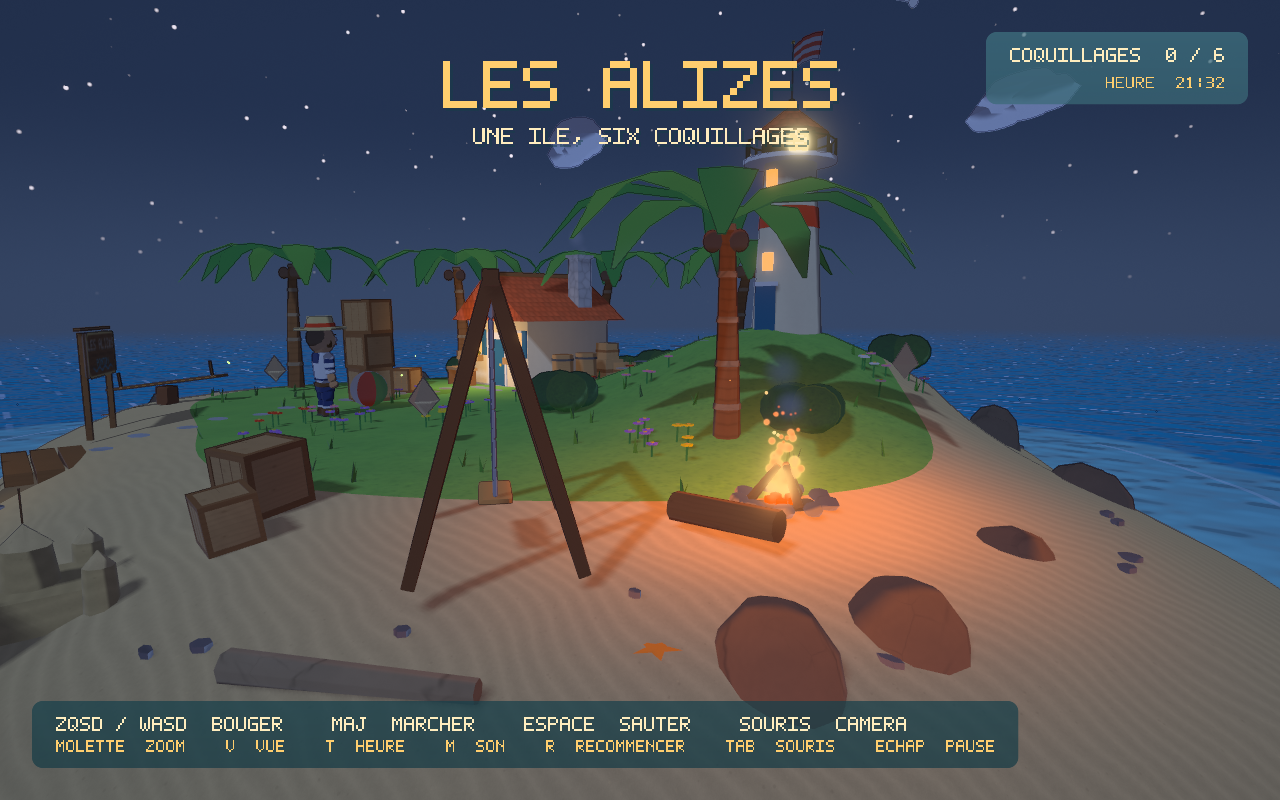 LES ALIZES
UNE ILE, SIX COQUILLAGES
COQUILLAGES 0 / 6
HEURE 21:32
ZQSD / WASD BOUGER MAJ MARCHER ESPACE SAUTER SOURIS CAMERA
MOLETTE ZOOM V VUE T HEURE M SON R RECOMMENCER TAB SOURIS ECHAP PAUSE